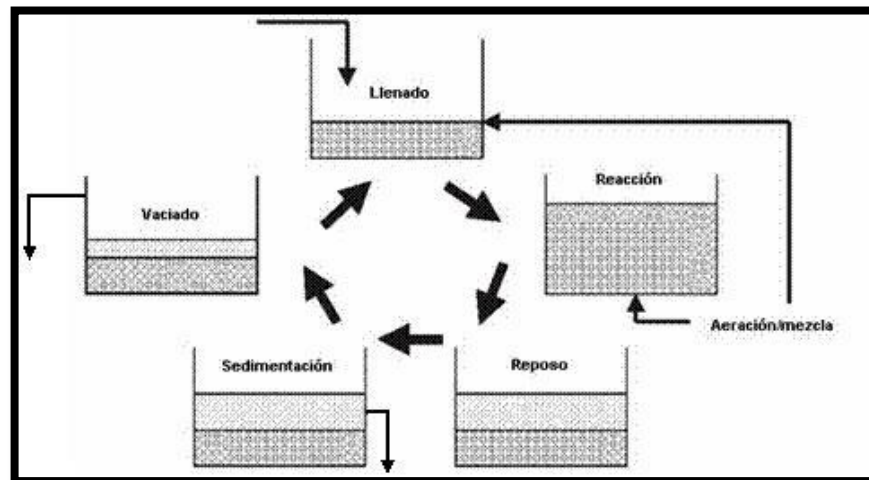 Llenado
Reacción
Vaciado
Aeración/mezcla
Sedimentación
Reposo